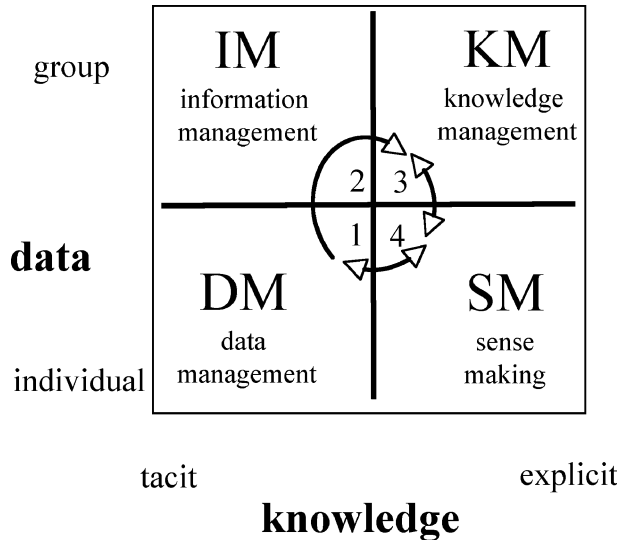 group
IM
information
management
KM
knowledge
management
2
3
1
4
data
DM
data
management
SM
sense
making
individual
tacit
explicit
knowledge